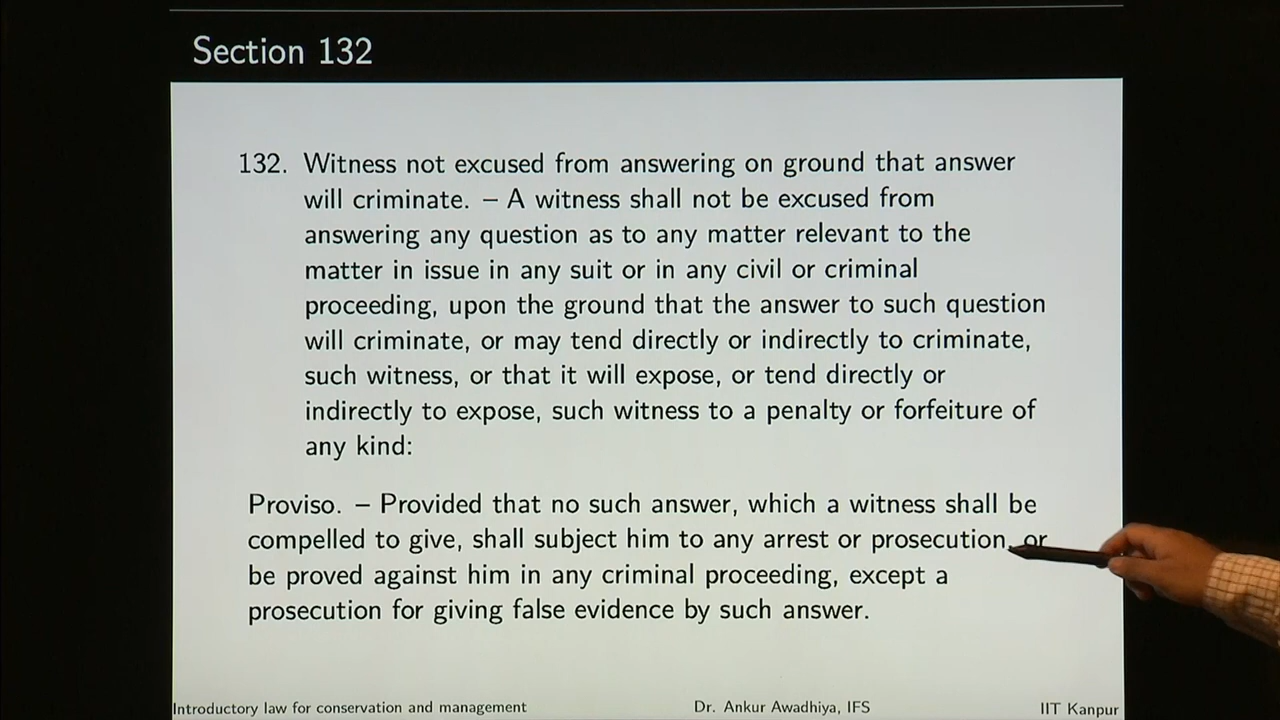 Section 132
132. Witness not excused from answering on ground that answer
will criminate. – A witness shall not be excused from
answering any question as to any matter relevant to the
matter in issue in any suit or in any civil or criminal
proceeding, upon the ground that the answer to such question
will criminate, or may tend directly or indirectly to criminate,
such witness, or that it will expose, or tend directly or
indirectly to expose, such witness to a penalty or forfeiture of
any kind:
Proviso. – Provided that no such answer, which a witness shall be
compelled to give, shall subject him to any arrest or prosecution, or
be proved against him in any criminal proceeding, except a
prosecution for giving false evidence by such answer.
Introductory law for conservation and management Dr. Ankur Awadhiya, IFS IIT Kanpur